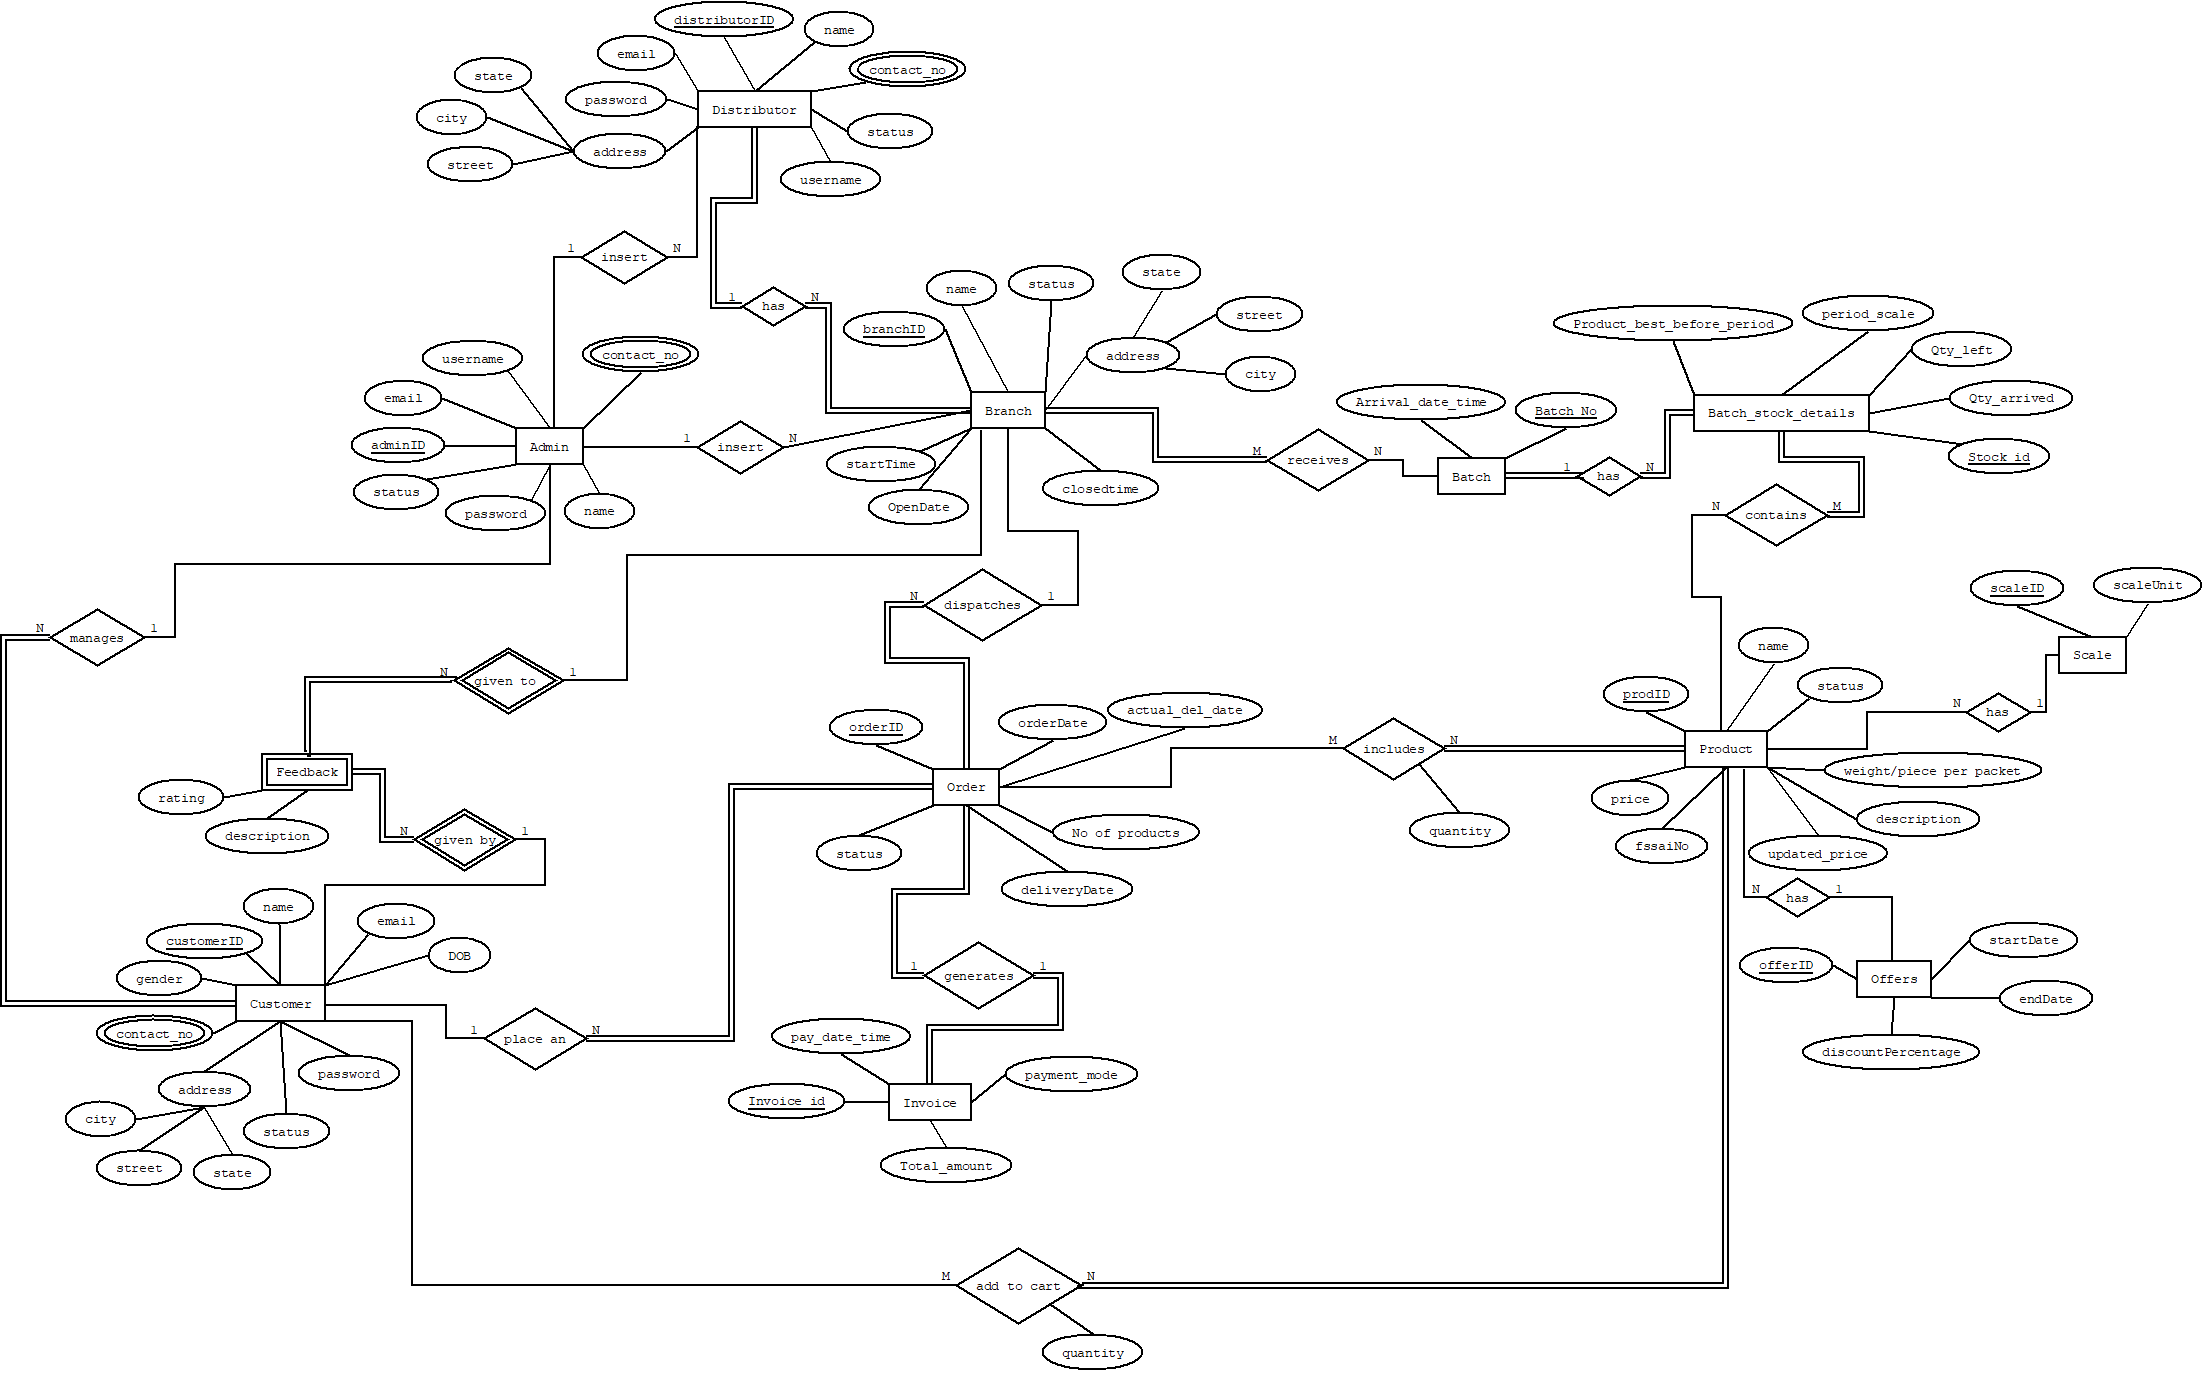 distributorID
name
email
contact_no
state
password
Distributor
city
status
address
street
username
insert
1
N
has
1
N
name
status
state
branchID
street
address
city
Product_best_before_period
period_scale
Qty_left
Qty_arrived
Batch_stock_details
Stock_id
username
contact_no
email
adminID
Admin
status
password
name
1
insert
N
Branch
startTime
OpenDate
closedtime
Arrival_date_time
Batch_No
M
receives
N
Batch
1
has
N
N
contains
M
N
manages
1
N
dispatches
1
N
given to
1
scaleID
scaleUnit
Scale
name
prodID
status
N
has
1
Product
weight/piece per packet
price
description
fssaiNo
updated_price
orderID
orderDate
actual_del_date
M
includes
N
quantity
Order
Feedback
rating
description
N
given by
1
status
No of products
deliveryDate
N
has
1
name
email
customerID
DOB
gender
Customer
contact_no
address
password
city
status
street
state
1
place an
N
1
generates
1
startDate
offerID
Offers
endDate
discountPercentage
pay_date_time
payment_mode
Invoice_id
Invoice
Total_amount
M
add to cart
N
quantity